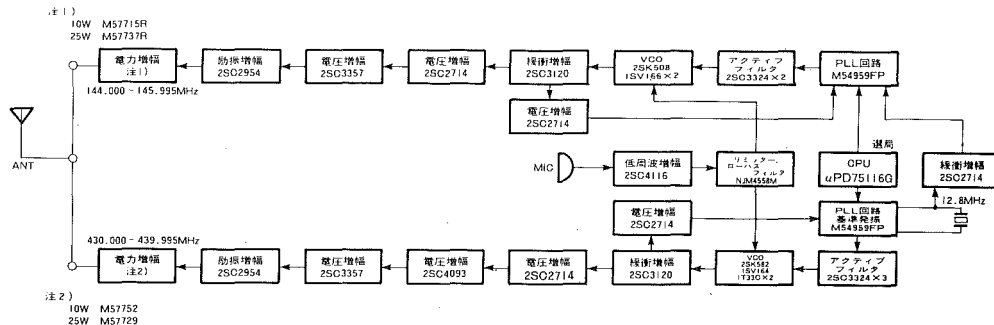 注1)
10W M57715R
25W M57737R
電力増幅
注1)
励振増幅
2SC2954
電圧増幅
2SC3357
電圧増幅
2SC2714
緩衝増幅
2SC3120
VCO
2SK508
1SV166×2
アクティブ
フィルタ
2SC3324×2
PLL回路
M54959FP
144.000-145.995MHz
電圧増幅
2SC2714
ANT
選局
MIC
低周波増幅
2SC4116
リミッター,
ローパス
フィルタ
NJM4558M
CPU
μPD75116G
緩衝増幅
2SC2714
12.8MHz
電圧増幅
2SC2714
PLL回路
基準発振
M54959FP
430.000-439.995MHz
電力増幅
注2)
励振増幅
2SC2954
電圧増幅
2SC3357
電圧増幅
2SC4093
電圧増幅
2SC2714
緩衝増幅
2SC3120
VCO
2SK582
1SV164
1T33C×2
アクティブ
フィルタ
2SC3324×3
注2)
10W M57752
25W M57729